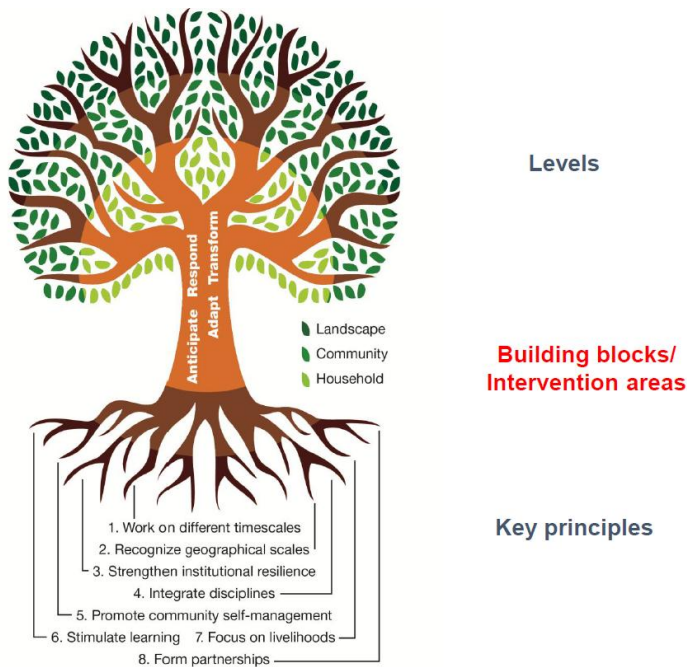 Levels
Anticipate Respond
Adapt Transform
Landscape
Community
Household
Building blocks/
Intervention areas
Key principles
1. Work on different timescales
2. Recognize geographical scales
3. Strengthen institutional resilience
4. Integrate disciplines
5. Promote community self-management
6. Stimulate learning 7. Focus on livelihoods
8. Form partnerships